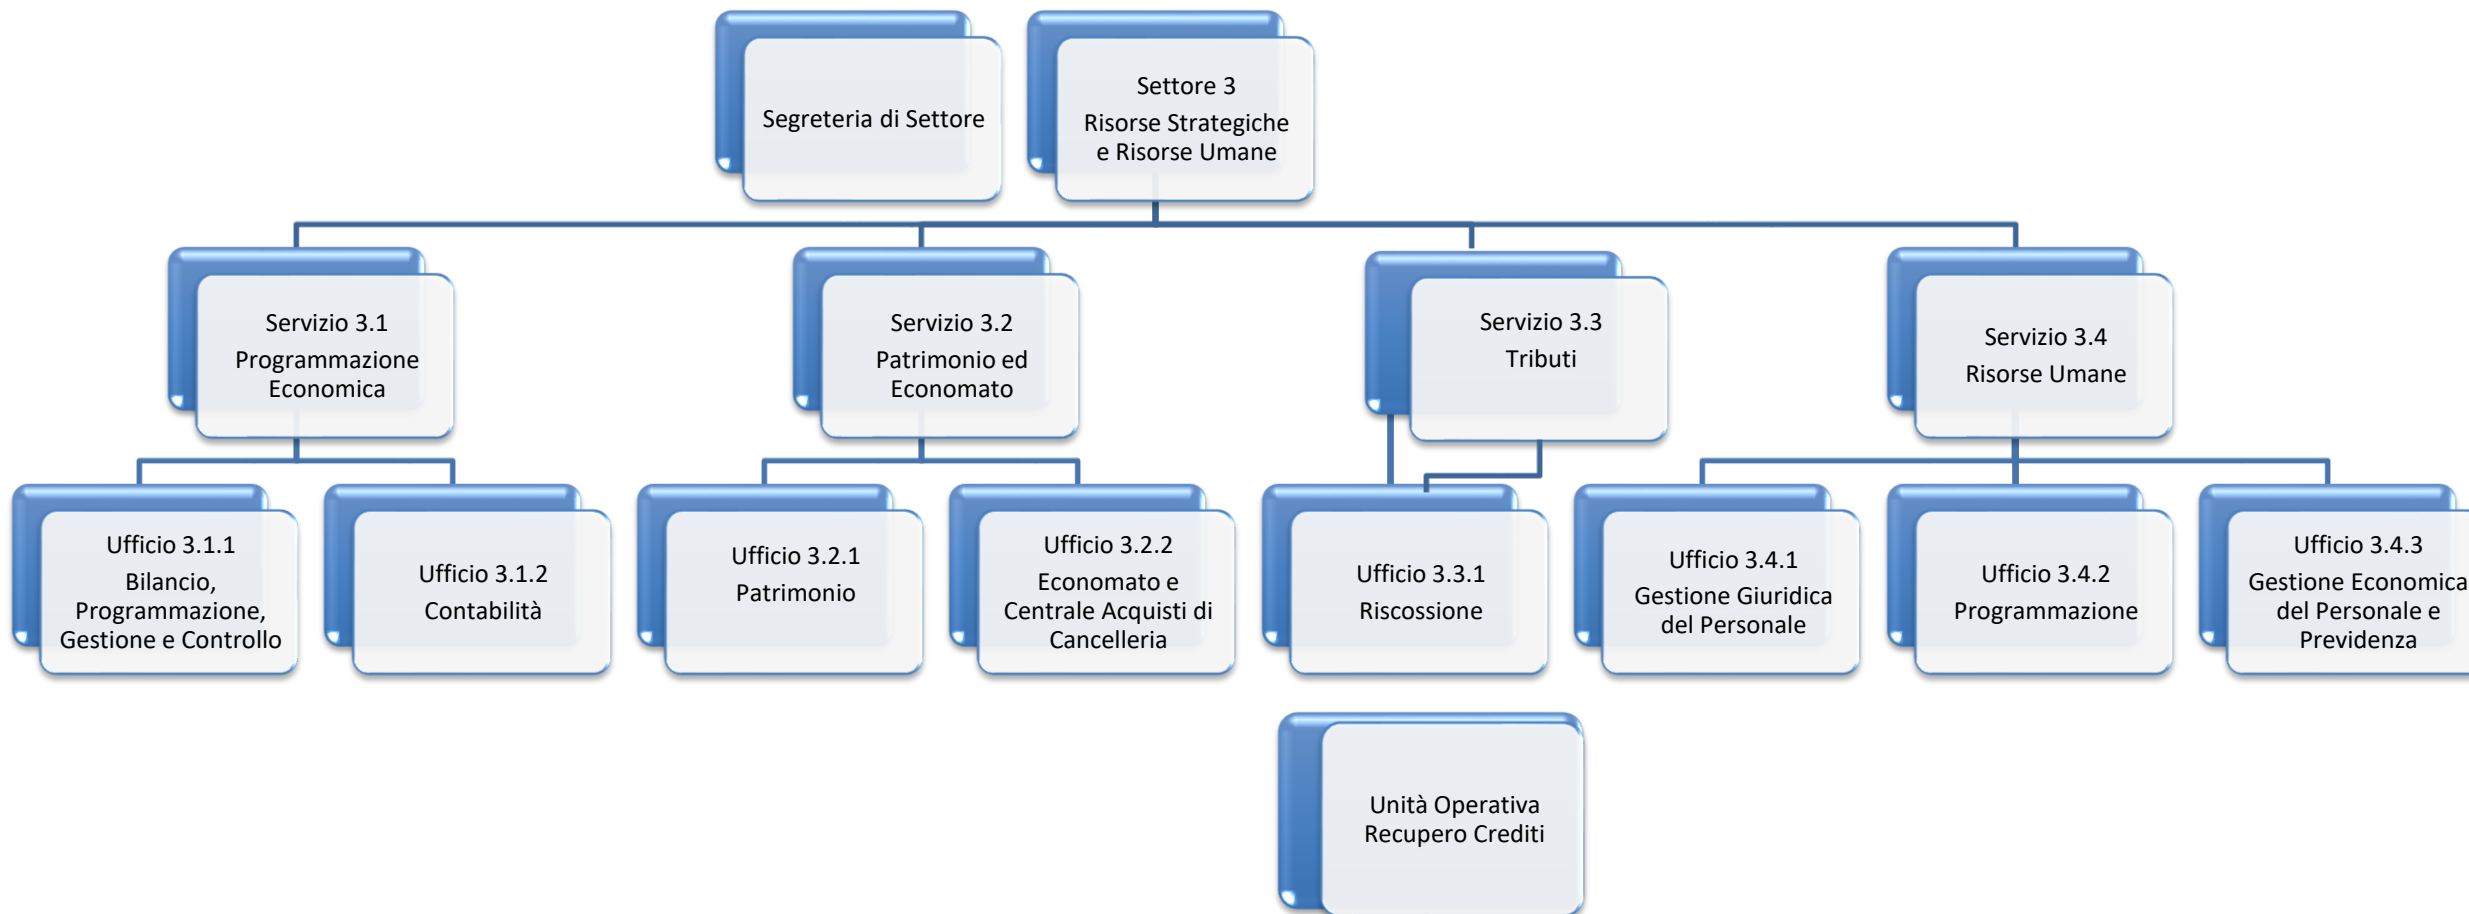 Segreteria di Settore
Settore 3
Risorse Strategiche
e Risorse Umane
Servizio 3.1
Programmazione
Economica
Servizio 3.2
Patrimonio ed
Economato
Servizio 3.3
Tributi
Servizio 3.4
Risorse Umane
Ufficio 3.1.1
Bilancio,
Programmazione,
Gestione e Controllo
Ufficio 3.1.2
Contabilità
Ufficio 3.2.1
Patrimonio
Ufficio 3.2.2
Economato e
Centrale Acquisti di
Cancelleria
Ufficio 3.3.1
Riscossione
Ufficio 3.4.1
Gestione Giuridica
del Personale
Ufficio 3.4.2
Programmazione
Ufficio 3.4.3
Gestione Economica
del Personale e
Previdenza
Unità Operativa
Recupero Crediti